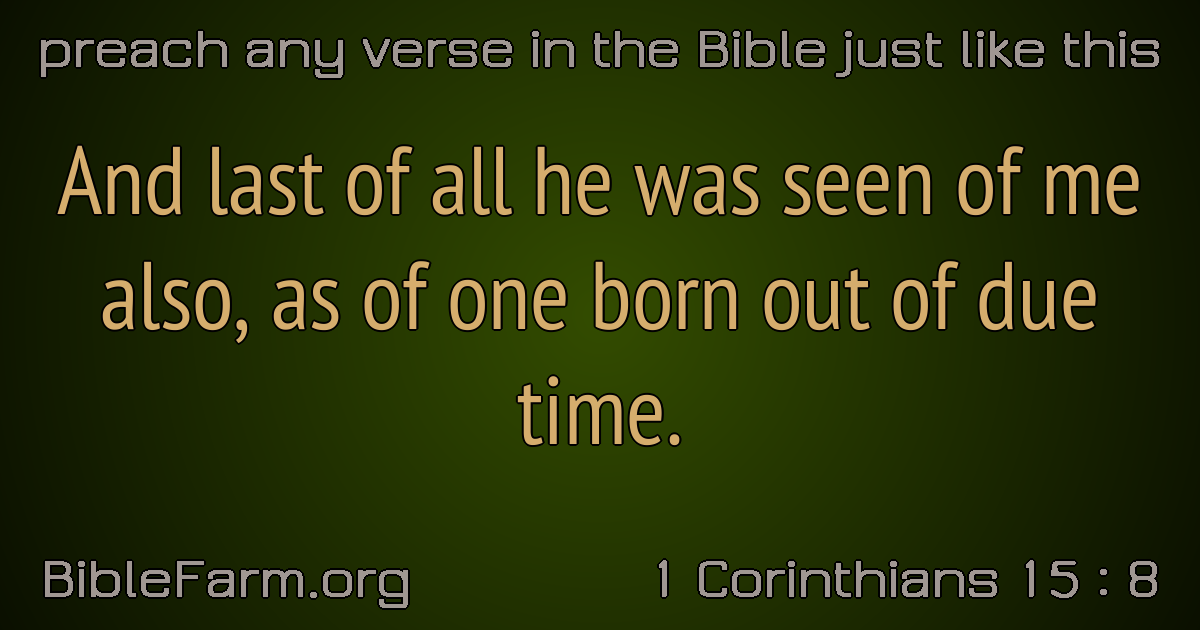 preach any verse in the Bible just like this
And last of all he was seen of me
also, as of one born out of due
time.
BibleFarm.org
1 Corinthians 15 : 8